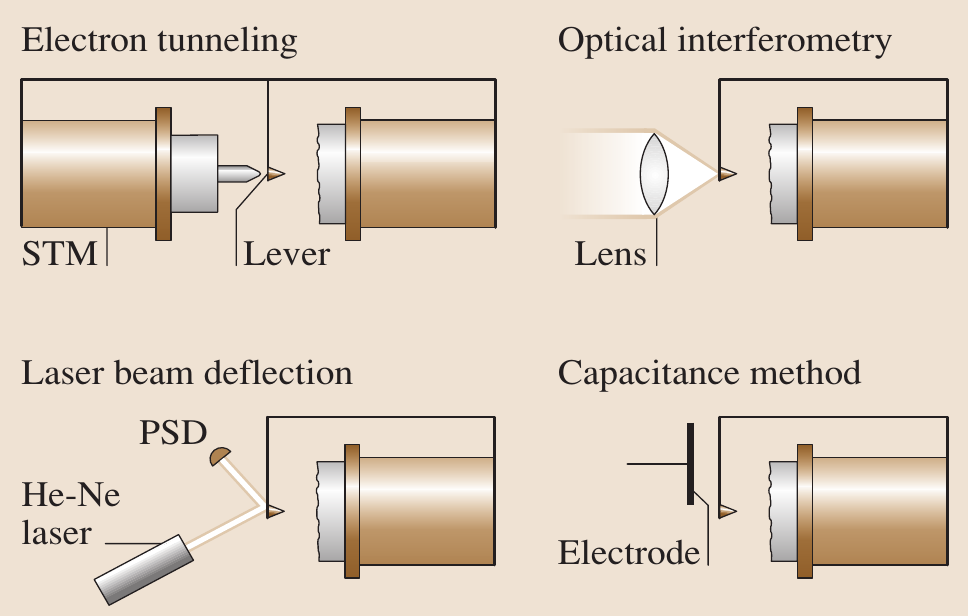 Electron tunneling
STM
Lever
Optical interferometry
Lens
Laser beam deflection
PSD
He-Ne
laser
Capacitance method
Electrode